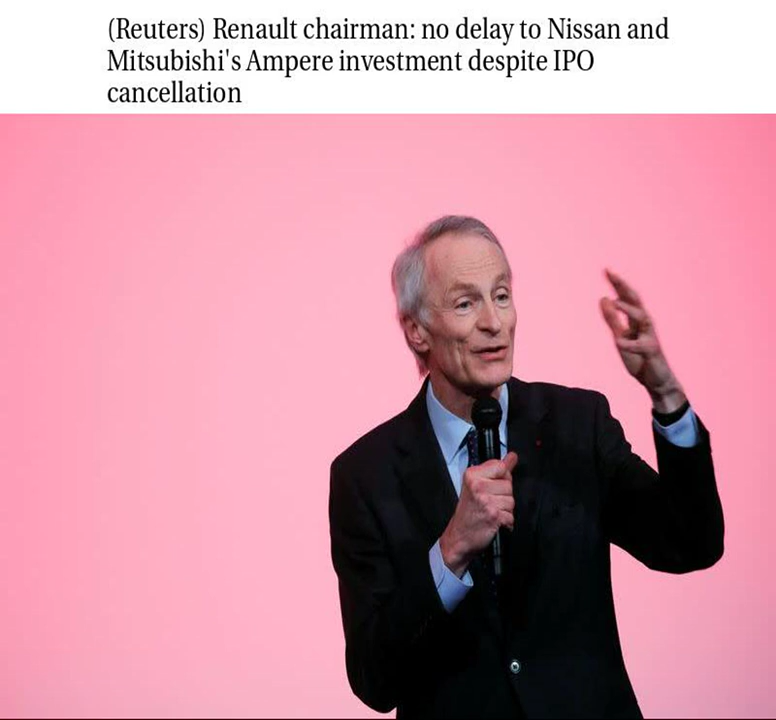 (Reuters) Renault chairman: no delay to Nissan and
Mitsubishi's Ampere investment despite IPO
cancellation